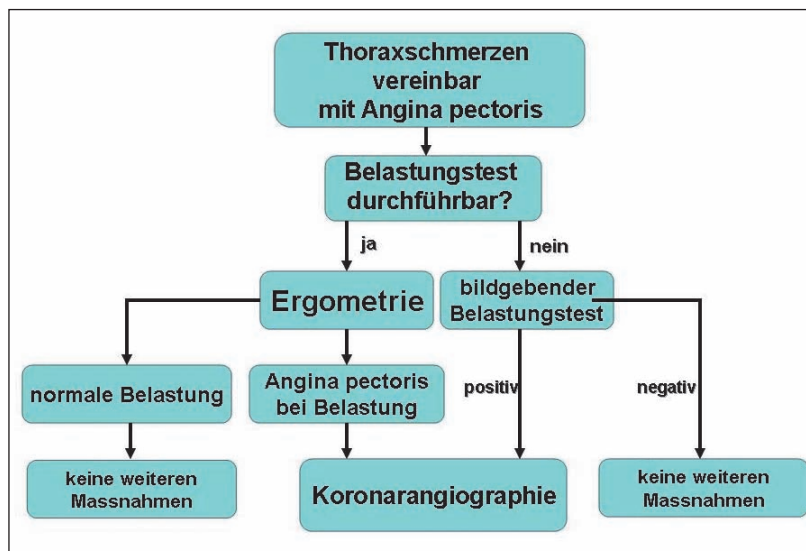 Thoraxschmerzen
vereinbar
mit Angina pectoris
Belastungstest
durchführbar?
ja
nein
Ergometrie
bildgebender
Belastungstest
normale Belastung
Angina pectoris
bei Belastung
positiv
negativ
keine weiteren
Massnahmen
Koronarangiographie
keine weiteren
Massnahmen